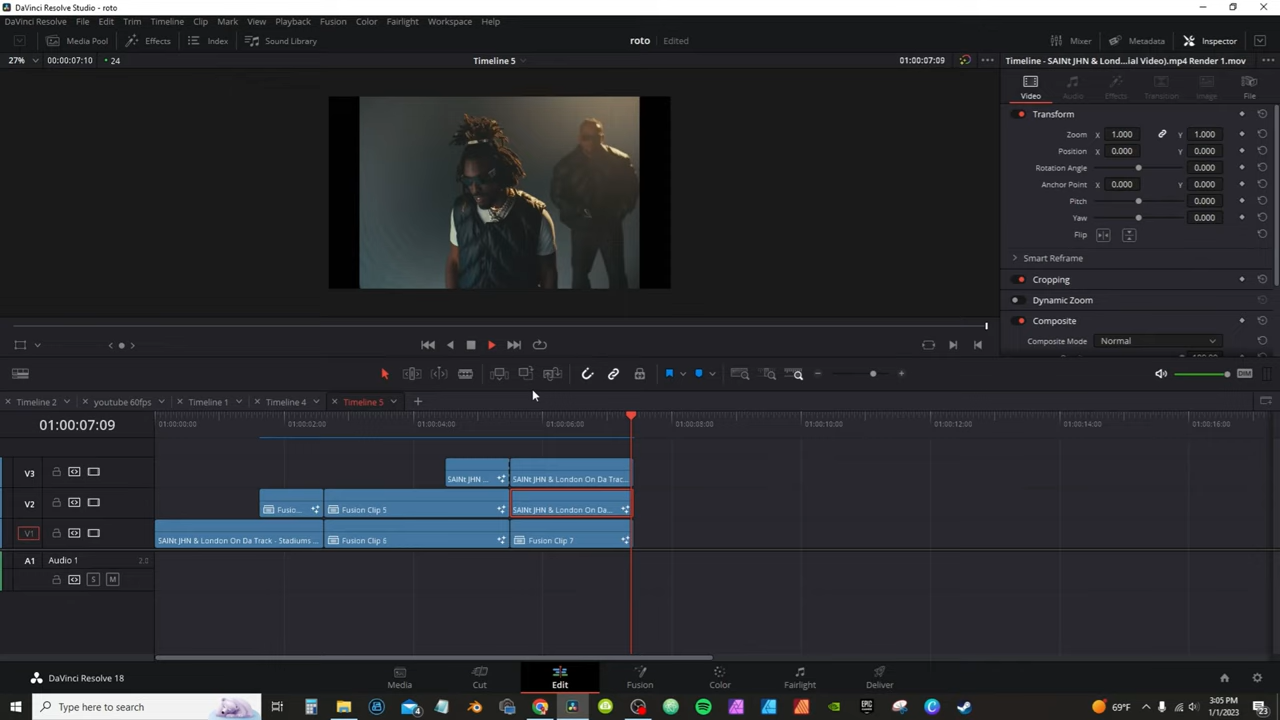 DaVinci Resolve Studio - roto
DaVinci Resolve File Edit Trim Timeline Clip Mark View Playback Fusion Color Fairlight Workspace Help
Media Pool Effects Index Sound Library roto Edited Mixer Metadata Inspector
27% 00:00:07:10 24 Timeline 5 01:00:07:09 Timeline - SAINt JHN & Lond...ial Video).mp4 Render 1.mov
Video Audio Effects Transition Image File
Transform
Zoom X 1.000 Y 1.000
Position X 0.000 Y 0.000
Rotation Angle 0.000
Anchor Point X 0.000 Y 0.000
Pitch 0.000
Yaw 0.000
Flip
Smart Reframe
Cropping
Dynamic Zoom
Composite
Composite Mode Normal
DIM
Timeline 2 youtube 60fps Timeline 1 Timeline 4 Timeline 5
01:00:07:09 01:00:00:00 01:00:02:00 01:00:04:00 01:00:06:00 01:00:08:00 01:00:10:00 01:00:12:00 01:00:14:00 01:00:16:00
V3 SAINt JHN ... SAINt JHN & London On Da Trac...
V2 Fusio... Fusion Clip 5 SAINt JHN & London On Da...
V1 SAINt JHN & London On Da Track - Stadiums ... Fusion Clip 6 Fusion Clip 7
A1 Audio 1 2.0
S M
DaVinci Resolve 18 Media Cut Edit Fusion Color Fairlight Deliver
Type here to search 69°F 3:05 PM
1/1/2023